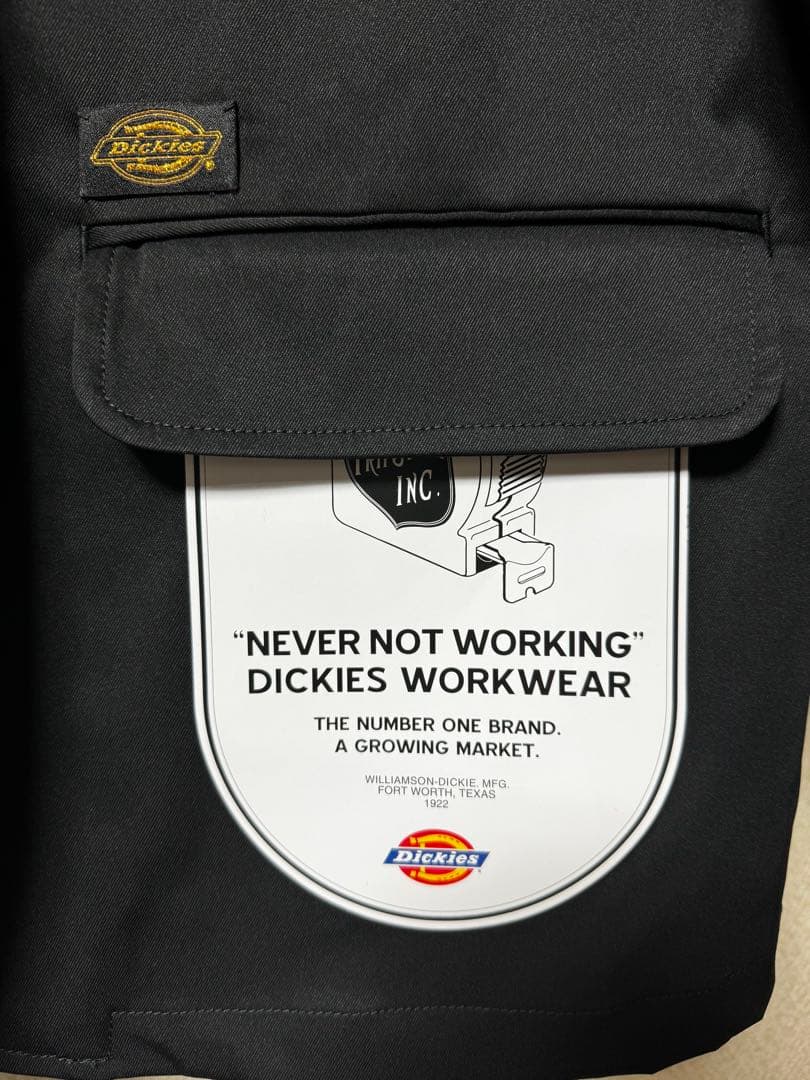 Dickies
INC.
“NEVER NOT WORKING”
DICKIES WORKWEAR
THE NUMBER ONE BRAND.
A GROWING MARKET.
WILLIAMSON-DICKIE. MFG.
FORT WORTH, TEXAS
1922
Dickies